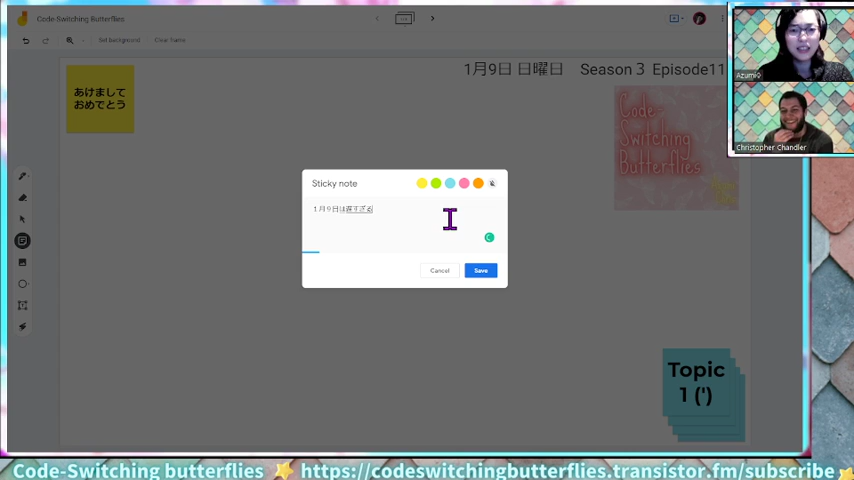 Code-Switching Butterflies
Set background
Clear frame
1月9日 日曜日 Season 3 Episode11
あけまして
おめでとう
Code-
Switching
Butterflies
Sticky note
1月9日は遅すぎる
Cancel
Save
Topic
1 (')
Azumi
Christopher Chandler
Code-Switching butterflies https://codeswitchingbutterflies.transistor.fm/subscribe